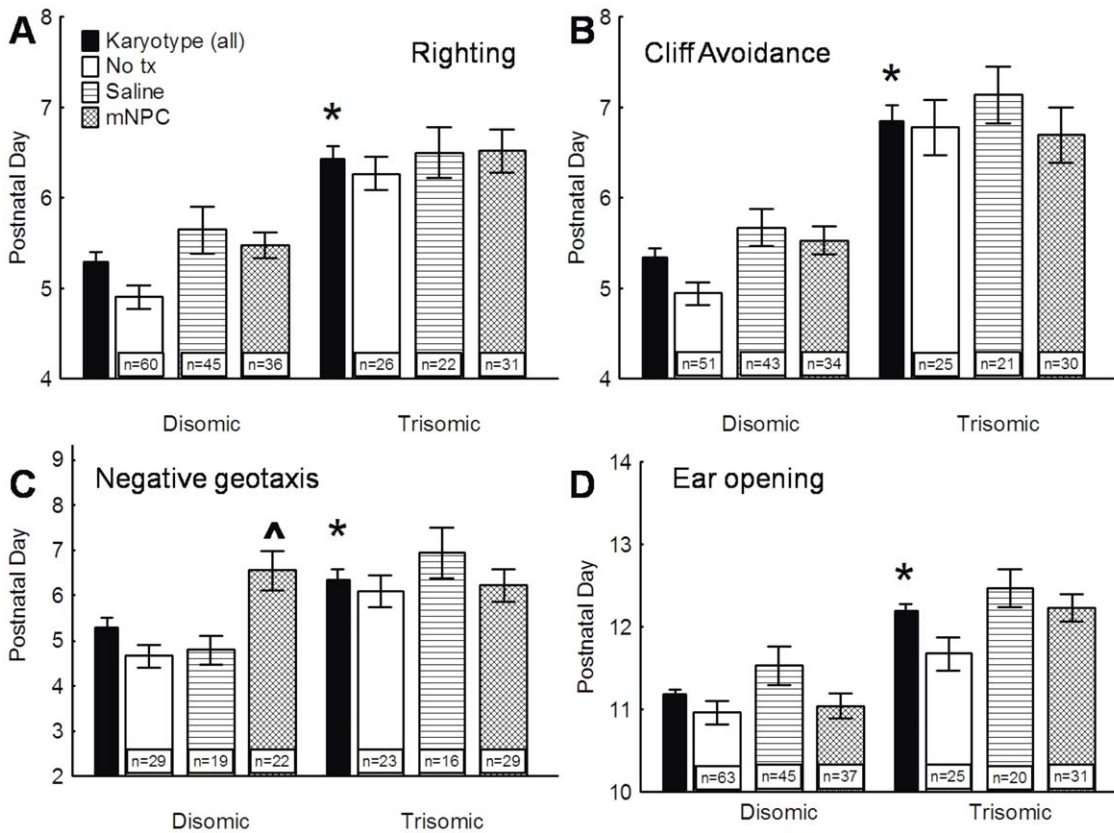 A
8
7
6
5
4
Postnatal Day
Karyotype (all)
No tx
Saline
mNPC
Righting
*
n=60 n=45 n=36 n=26 n=22 n=31
Disomic Trisomic
B
8
7
6
5
4
Postnatal Day
Cliff Avoidance
*
n=51 n=43 n=34 n=25 n=21 n=30
Disomic Trisomic
C
9
8
7
6
5
4
3
2
Postnatal Day
Negative geotaxis
^ *
n=29 n=19 n=22 n=23 n=16 n=29
Disomic Trisomic
D
14
13
12
11
10
Postnatal Day
Ear opening
*
n=63 n=45 n=37 n=25 n=20 n=31
Disomic Trisomic